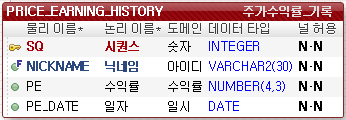 PRICE_EARNING_HISTORY 주가수익률_기록
물리 이름* 논리 이름* 도메인 데이터 타입 널 허용
SQ 시퀀스 숫자 INTEGER N·N
F NICKNAME 닉네임 아이디 VARCHAR2(30) N·N
PE 수익률 수익률 NUMBER(4,3) N·N
PE_DATE 일자 일시 DATE N·N